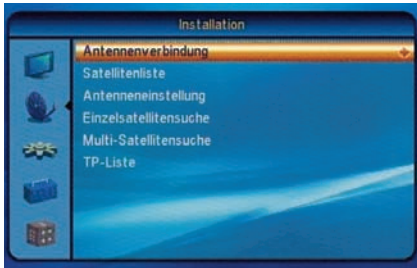 Installation
Antennenverbindung
Satellitenliste
Antenneneinstellung
Einzelsatellitensuche
Multi-Satellitensuche
TP-Liste